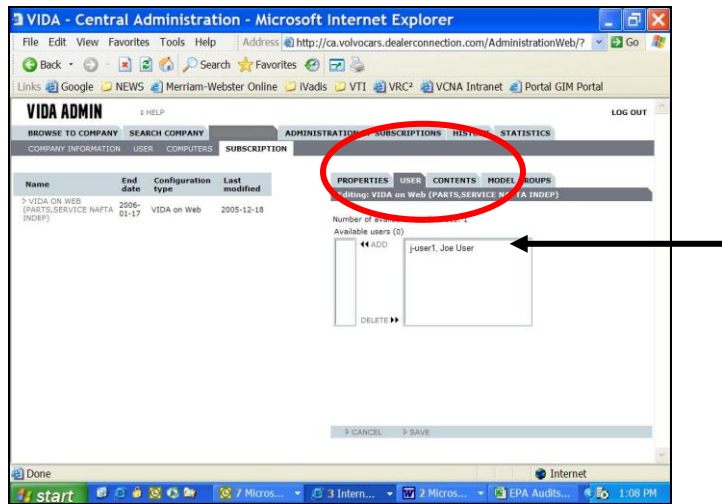 VIDA - Central Administration - Microsoft Internet Explorer
File Edit View Favorites Tools Help Address http://ca.volvocars.dealerconnection.com/AdministrationWeb/? Go
Back Search Favorites
Links Google NEWS Merriam-Webster Online iVadis VTI VRC² VCNA Intranet Portal GIM Portal
VIDA ADMIN HELP LOG OUT
BROWSE TO COMPANY SEARCH COMPANY ADMINISTRATION SUBSCRIPTIONS HISTORY STATISTICS
COMPANY INFORMATION USER COMPUTERS SUBSCRIPTION
Name End date Configuration type Last modified
VIDA ON WEB (PARTS,SERVICE NAFTA INDEP) 2006-01-17 VIDA on Web 2005-12-18
PROPERTIES USER CONTENTS MODEL GROUPS
Editing: VIDA on Web (PARTS,SERVICE NAFTA INDEP)
Number of 1
Available users (0)
ADD
j-user1, Joe User
DELETE
CANCEL SAVE
Done Internet
start 7 Micros... 3 Intern... 2 Micros... EPA Audits... 1:08 PM